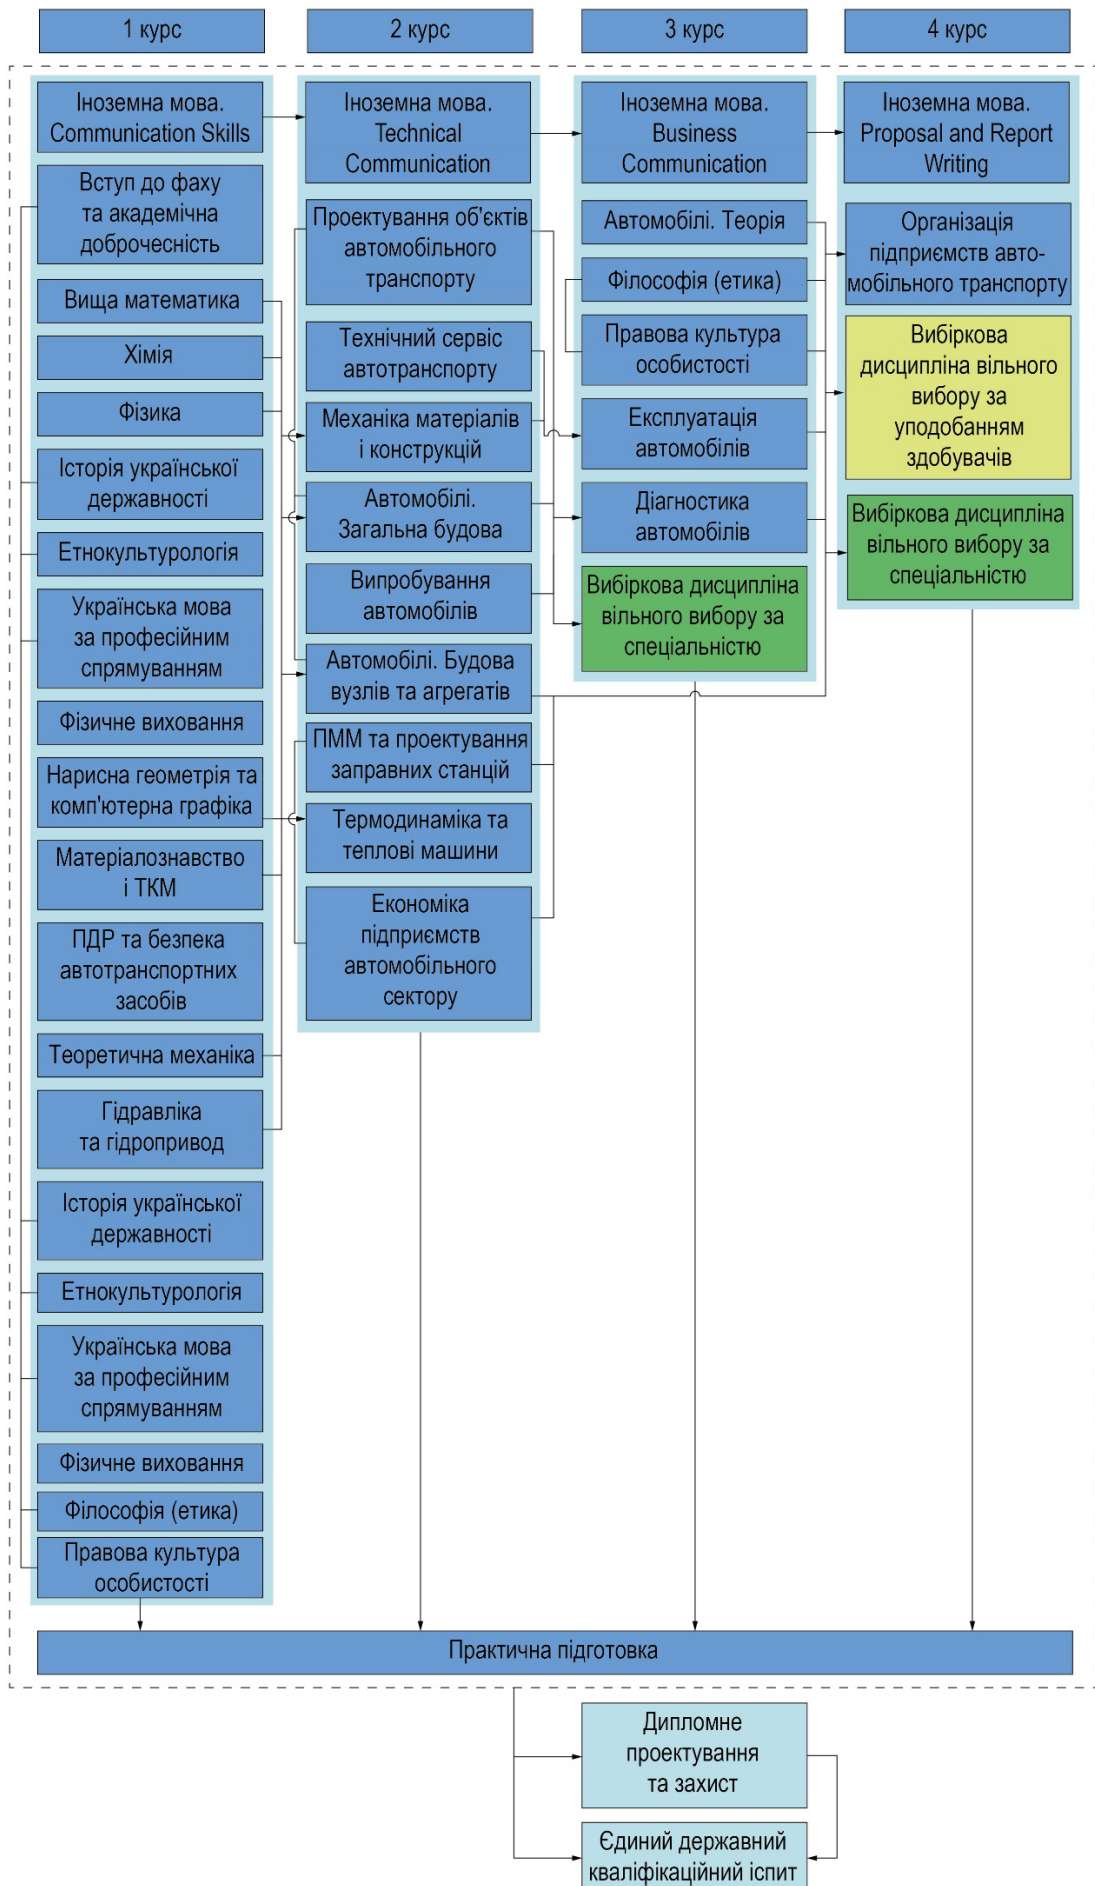 1 курс
2 курс
3 курс
4 курс
Іноземна мова.
Communication Skills
Вступ до фаху
та академічна
доброчесність
Вища математика
Хімія
Фізика
Історія української
державності
Етнокультурологія
Українська мова
за професійним
спрямуванням
Фізичне виховання
Нарисна геометрія та
комп'ютерна графіка
Матеріалознавство
і ТКМ
ПДР та безпека
автотранспортних
засобів
Теоретична механіка
Гідравліка
та гідропривод
Історія української
державності
Етнокультурологія
Українська мова
за професійним
спрямуванням
Фізичне виховання
Філософія (етика)
Правова культура
особистості
Іноземна мова.
Technical
Communication
Проектування об'єктів
автомобільного
транспорту
Технічний сервіс
автотранспорту
Механіка матеріалів
і конструкцій
Автомобілі.
Загальна будова
Випробування
автомобілів
Автомобілі. Будова
вузлів та агрегатів
ПММ та проектування
заправних станцій
Термодинаміка та
теплові машини
Економіка
підприємств
автомобільного
сектору
Іноземна мова.
Business
Communication
Автомобілі. Теорія
Філософія (етика)
Правова культура
особистості
Експлуатація
автомобілів
Діагностика
автомобілів
Вибіркова дисципліна
вільного вибору за
спеціальністю
Іноземна мова.
Proposal and Report
Writing
Організація
підприємств авто-
мобільного транспорту
Вибіркова
дисципліна вільного
вибору за
уподобанням
здобувачів
Вибіркова дисципліна
вільного вибору за
спеціальністю
Практична підготовка
Дипломне
проектування
та захист
Єдиний державний
кваліфікаційний іспит